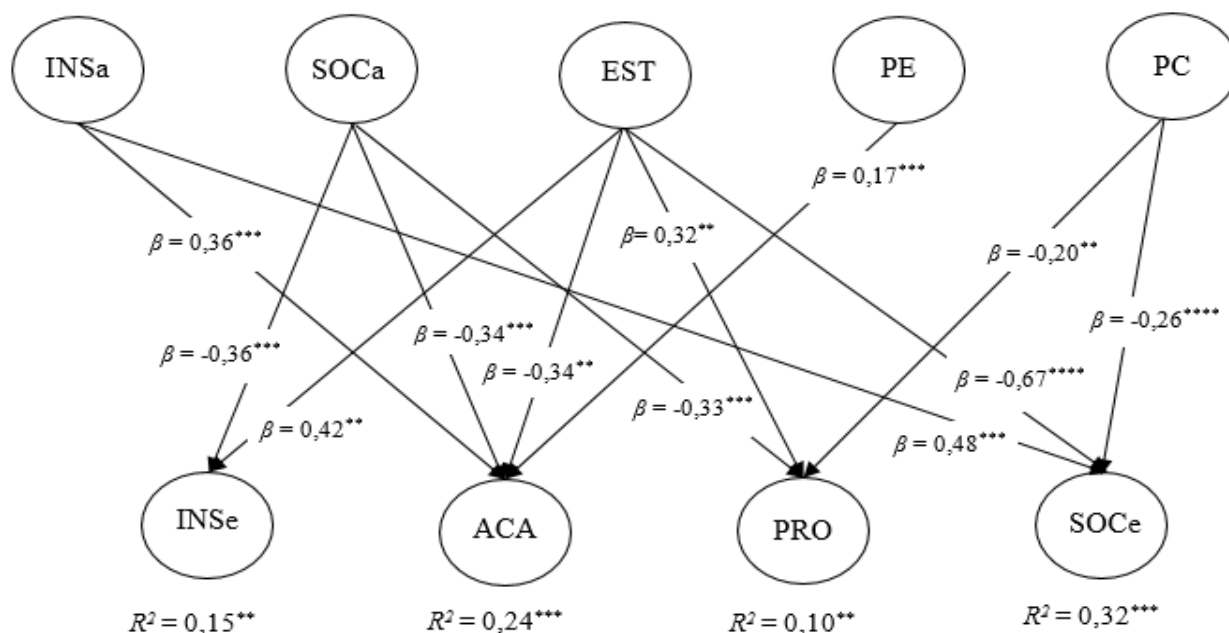 INSa
SOCa
EST
PE
PC
β = 0,17***
β = 0,36***
β= 0,32**
β = -0,20**
β = -0,26****
β = -0,36***
β = -0,34***
β = -0,34**
β = -0,67****
β = -0,33***
β = 0,42**
β = 0,48***
INSe
ACA
PRO
SOCe
R² = 0,15**
R² = 0,24***
R² = 0,10**
R² = 0,32***